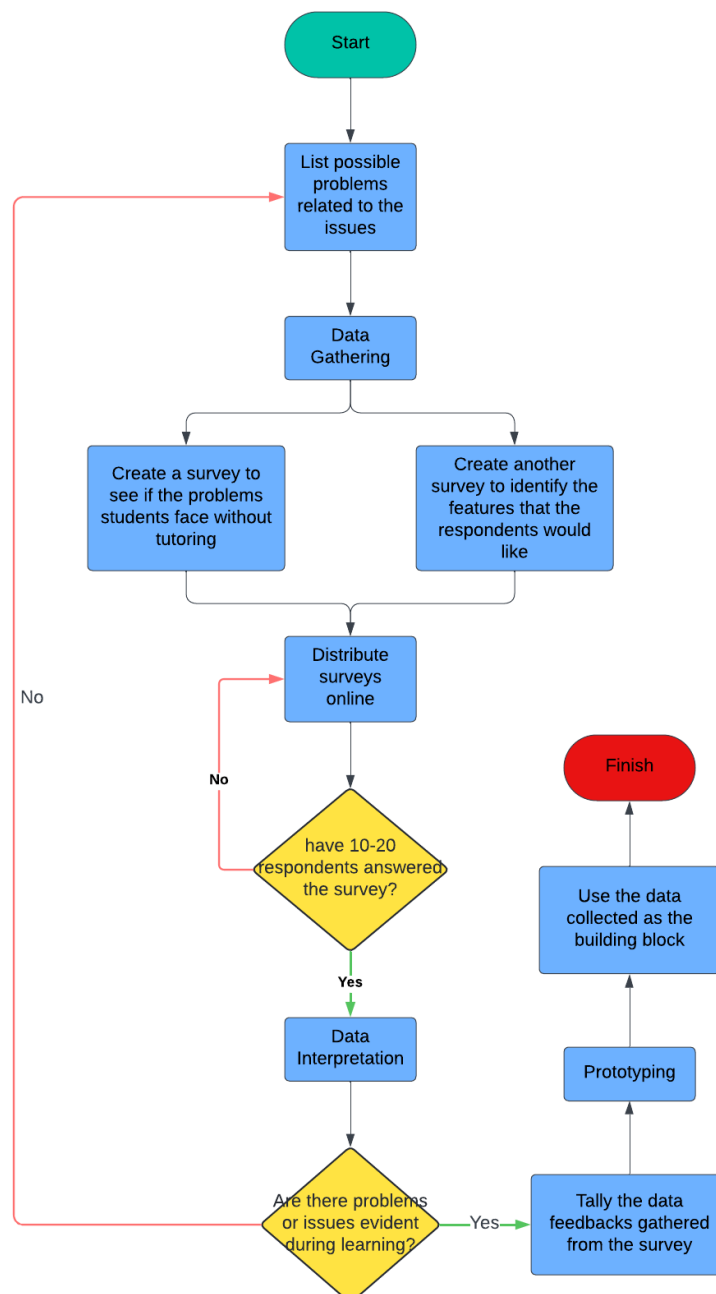 Start
List possible
problems
related to the
issues
Data
Gathering
Create a survey to
see if the problems
students face without
tutoring
Create another
survey to identify the
features that the
respondents would
like
Distribute
surveys
online
No
No
have 10-20
respondents answered
the survey?
Yes
Data
Interpretation
Are there problems
or issues evident
during learning?
Yes
Tally the data
feedbacks gathered
from the survey
Prototyping
Use the data
collected as the
building block
Finish